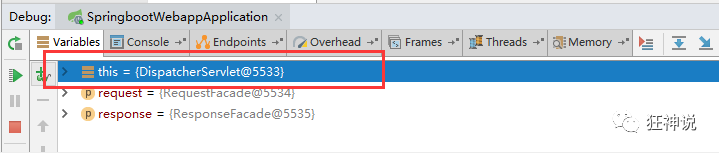 Debug: SpringbootWebappApplication ×
Variables Console Endpoints Overhead Frames Threads Memory
this = {DispatcherServlet@5533}
request = {RequestFacade@5534}
response = {ResponseFacade@5535}
狂神说